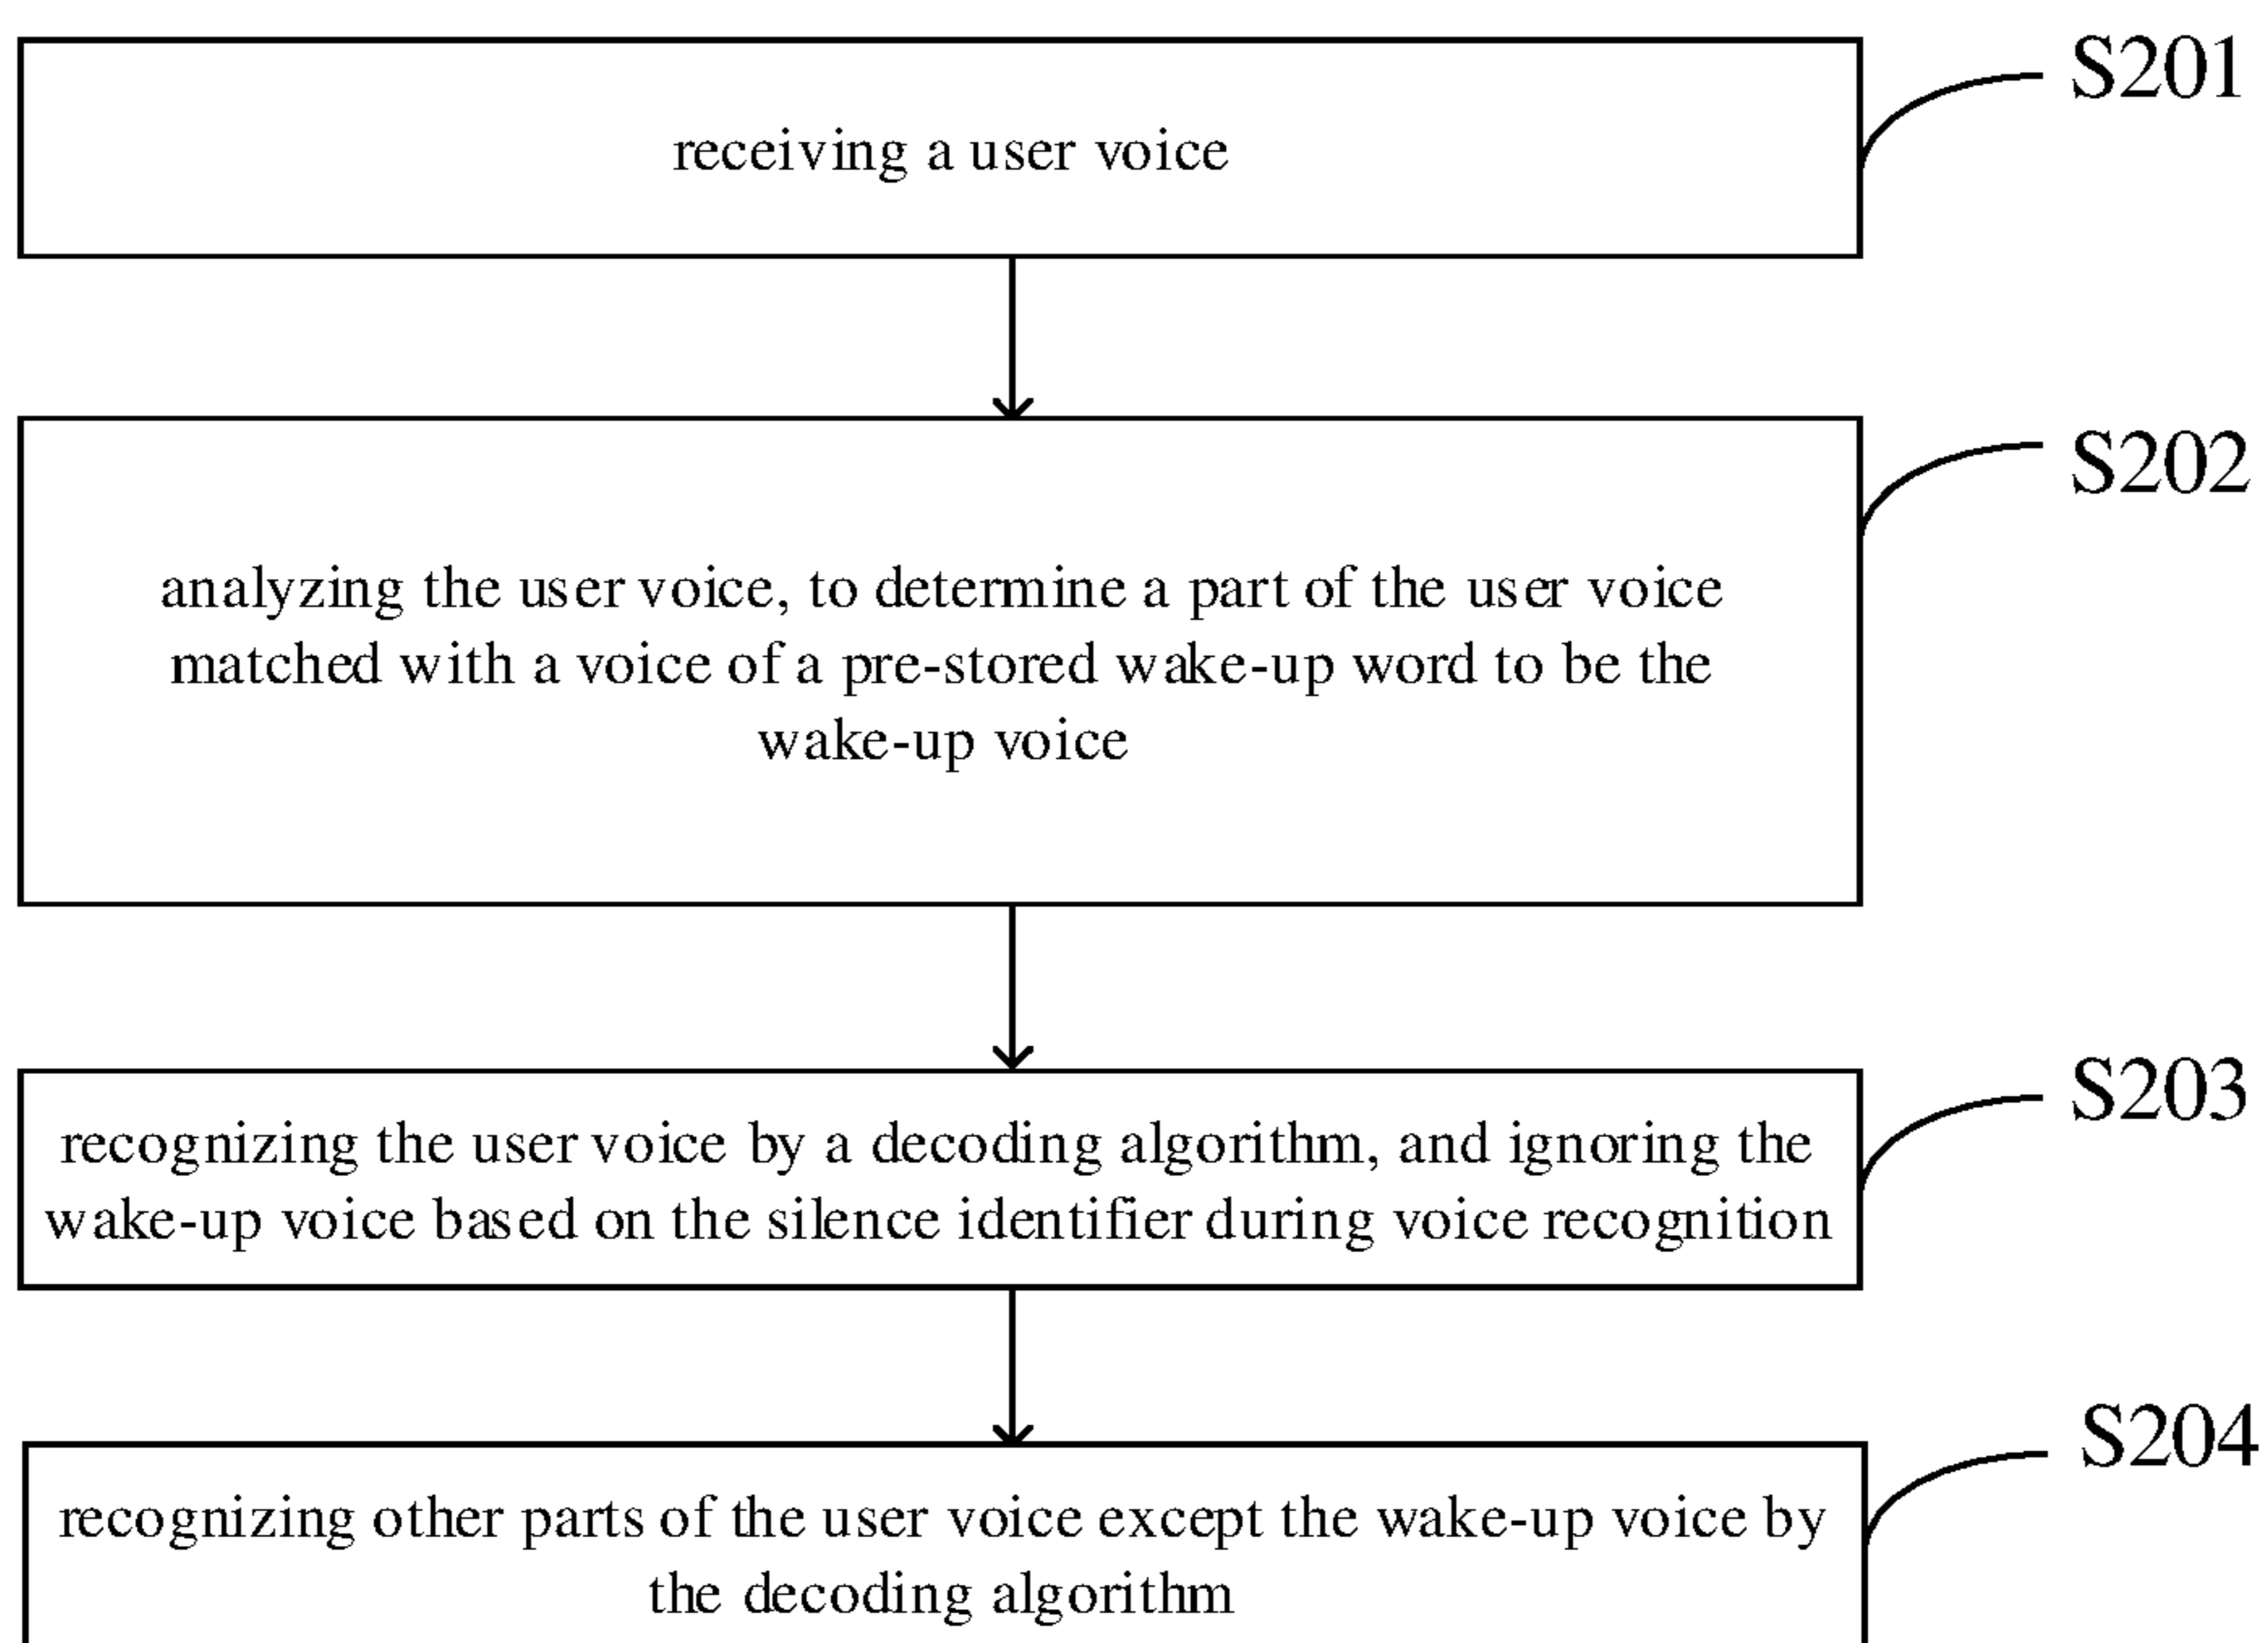 S201
receiving a user voice
S202
analyzing the user voice, to determine a part of the user voice
matched with a voice of a pre-stored wake-up word to be the
wake-up voice
S203
recognizing the user voice by a decoding algorithm, and ignoring the
wake-up voice based on the silence identifier during voice recognition
S204
recognizing other parts of the user voice except the wake-up voice by
the decoding algorithm